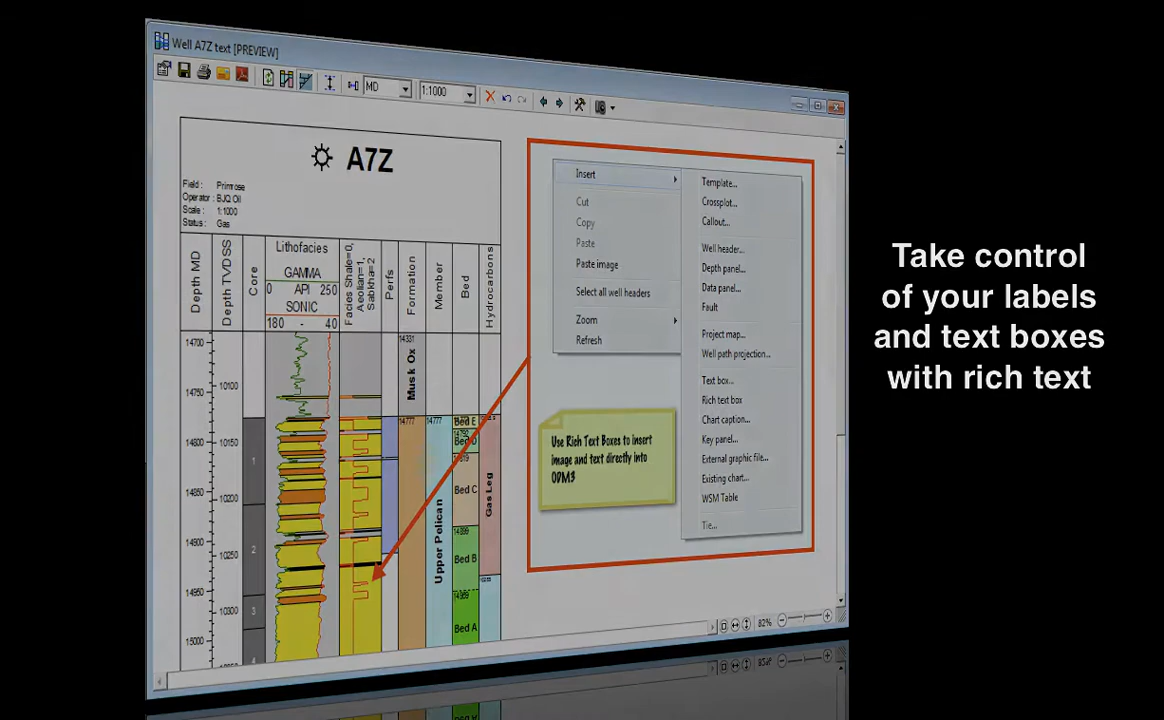 Well A7Z text [PREVIEW]
MD
1:1000
A7Z
Field : Primrose
Operator : BJQ Oil
Scale : 1:1000
Status : Gas
Depth MD
Depth TVDSS
Core
Lithofacies
GAMMA
0 API 250
SONIC
180 - 40
Facies Shale=0,
Aeolian=1,
Sabkha=2
Perfs
Formation
Member
Bed
Hydrocarbons
14700
14750
14800
14850
14900
14950
15000
10100
10150
10200
10250
10300
1
2
3
4
14331
Musk Ox
14777
14777
Upper Pelican
Bed E
Bed D
Bed C
14899
Bed B
14959
Bed A
Gas Leg
Insert
Cut
Copy
Paste
Paste image
Select all well headers
Zoom
Refresh
Template...
Crossplot...
Callout...
Well header...
Depth panel...
Data panel...
Fault
Project map...
Well path projection...
Text box...
Rich text box
Chart caption...
Key panel...
External graphic file...
Existing chart...
WSM Table
Tie...
Use Rich Text Boxes to insert
image and text directly into
ODM3
82%
Take control
of your labels
and text boxes
with rich text